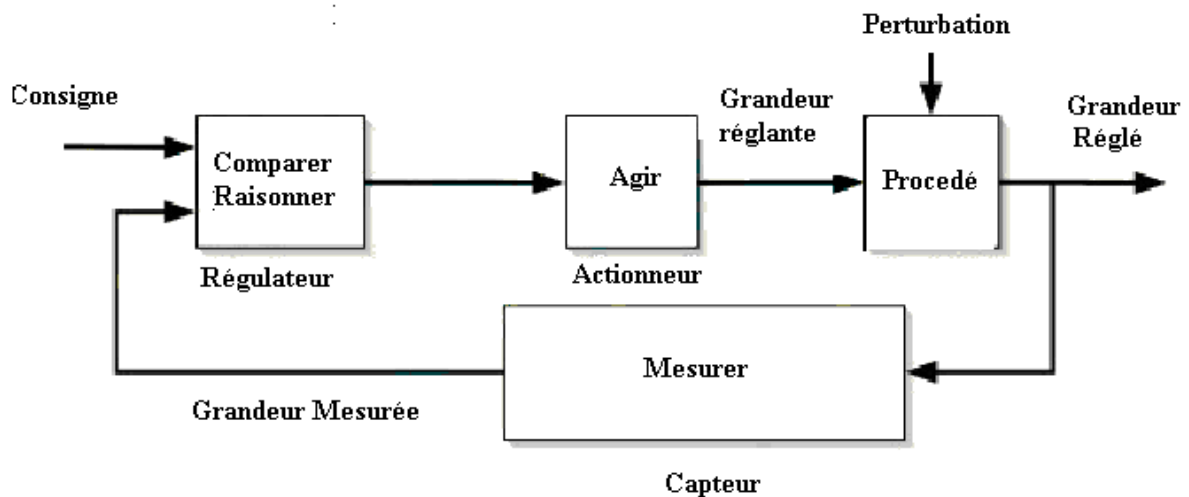 Perturbation
Consigne
Grandeur
réglante
Grandeur
Réglé
Comparer
Raisonner
Agir
Procedé
Régulateur
Actionneur
Mesurer
Grandeur Mesurée
Capteur